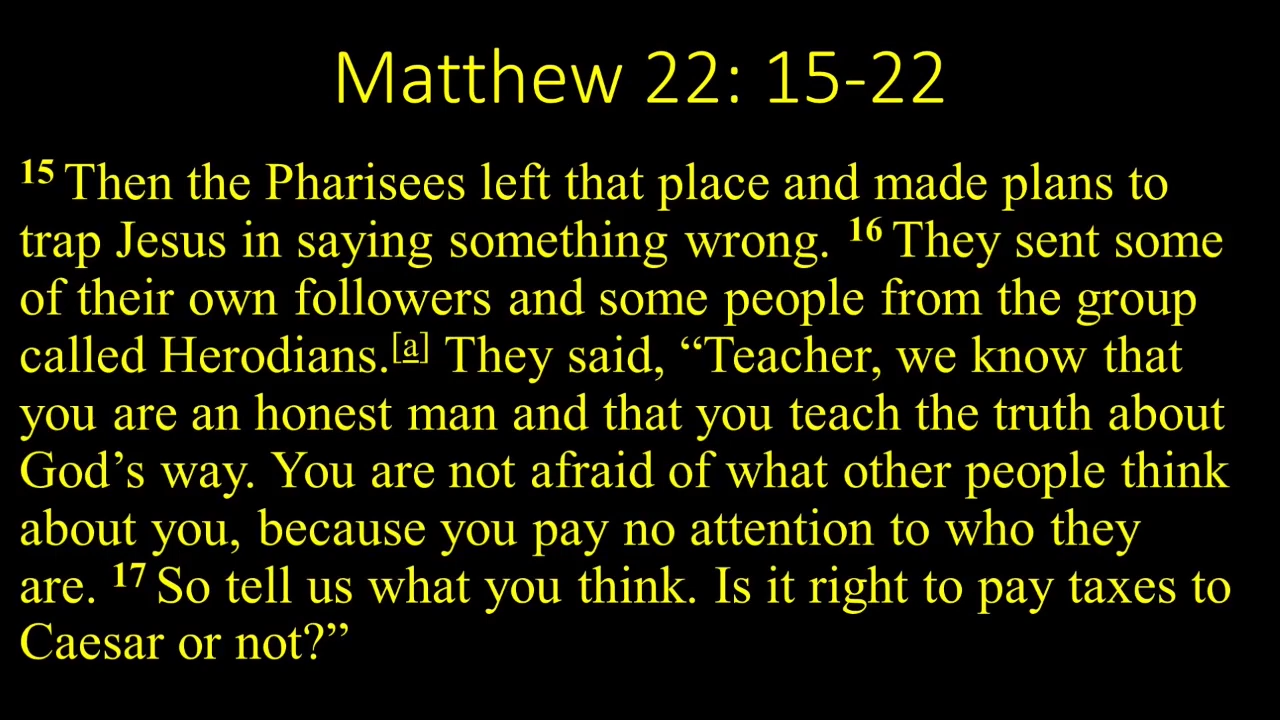 Matthew 22: 15-22
15 Then the Pharisees left that place and made plans to
trap Jesus in saying something wrong. 16 They sent some
of their own followers and some people from the group
called Herodians.[a] They said, “Teacher, we know that
you are an honest man and that you teach the truth about
God’s way. You are not afraid of what other people think
about you, because you pay no attention to who they
are. 17 So tell us what you think. Is it right to pay taxes to
Caesar or not?”